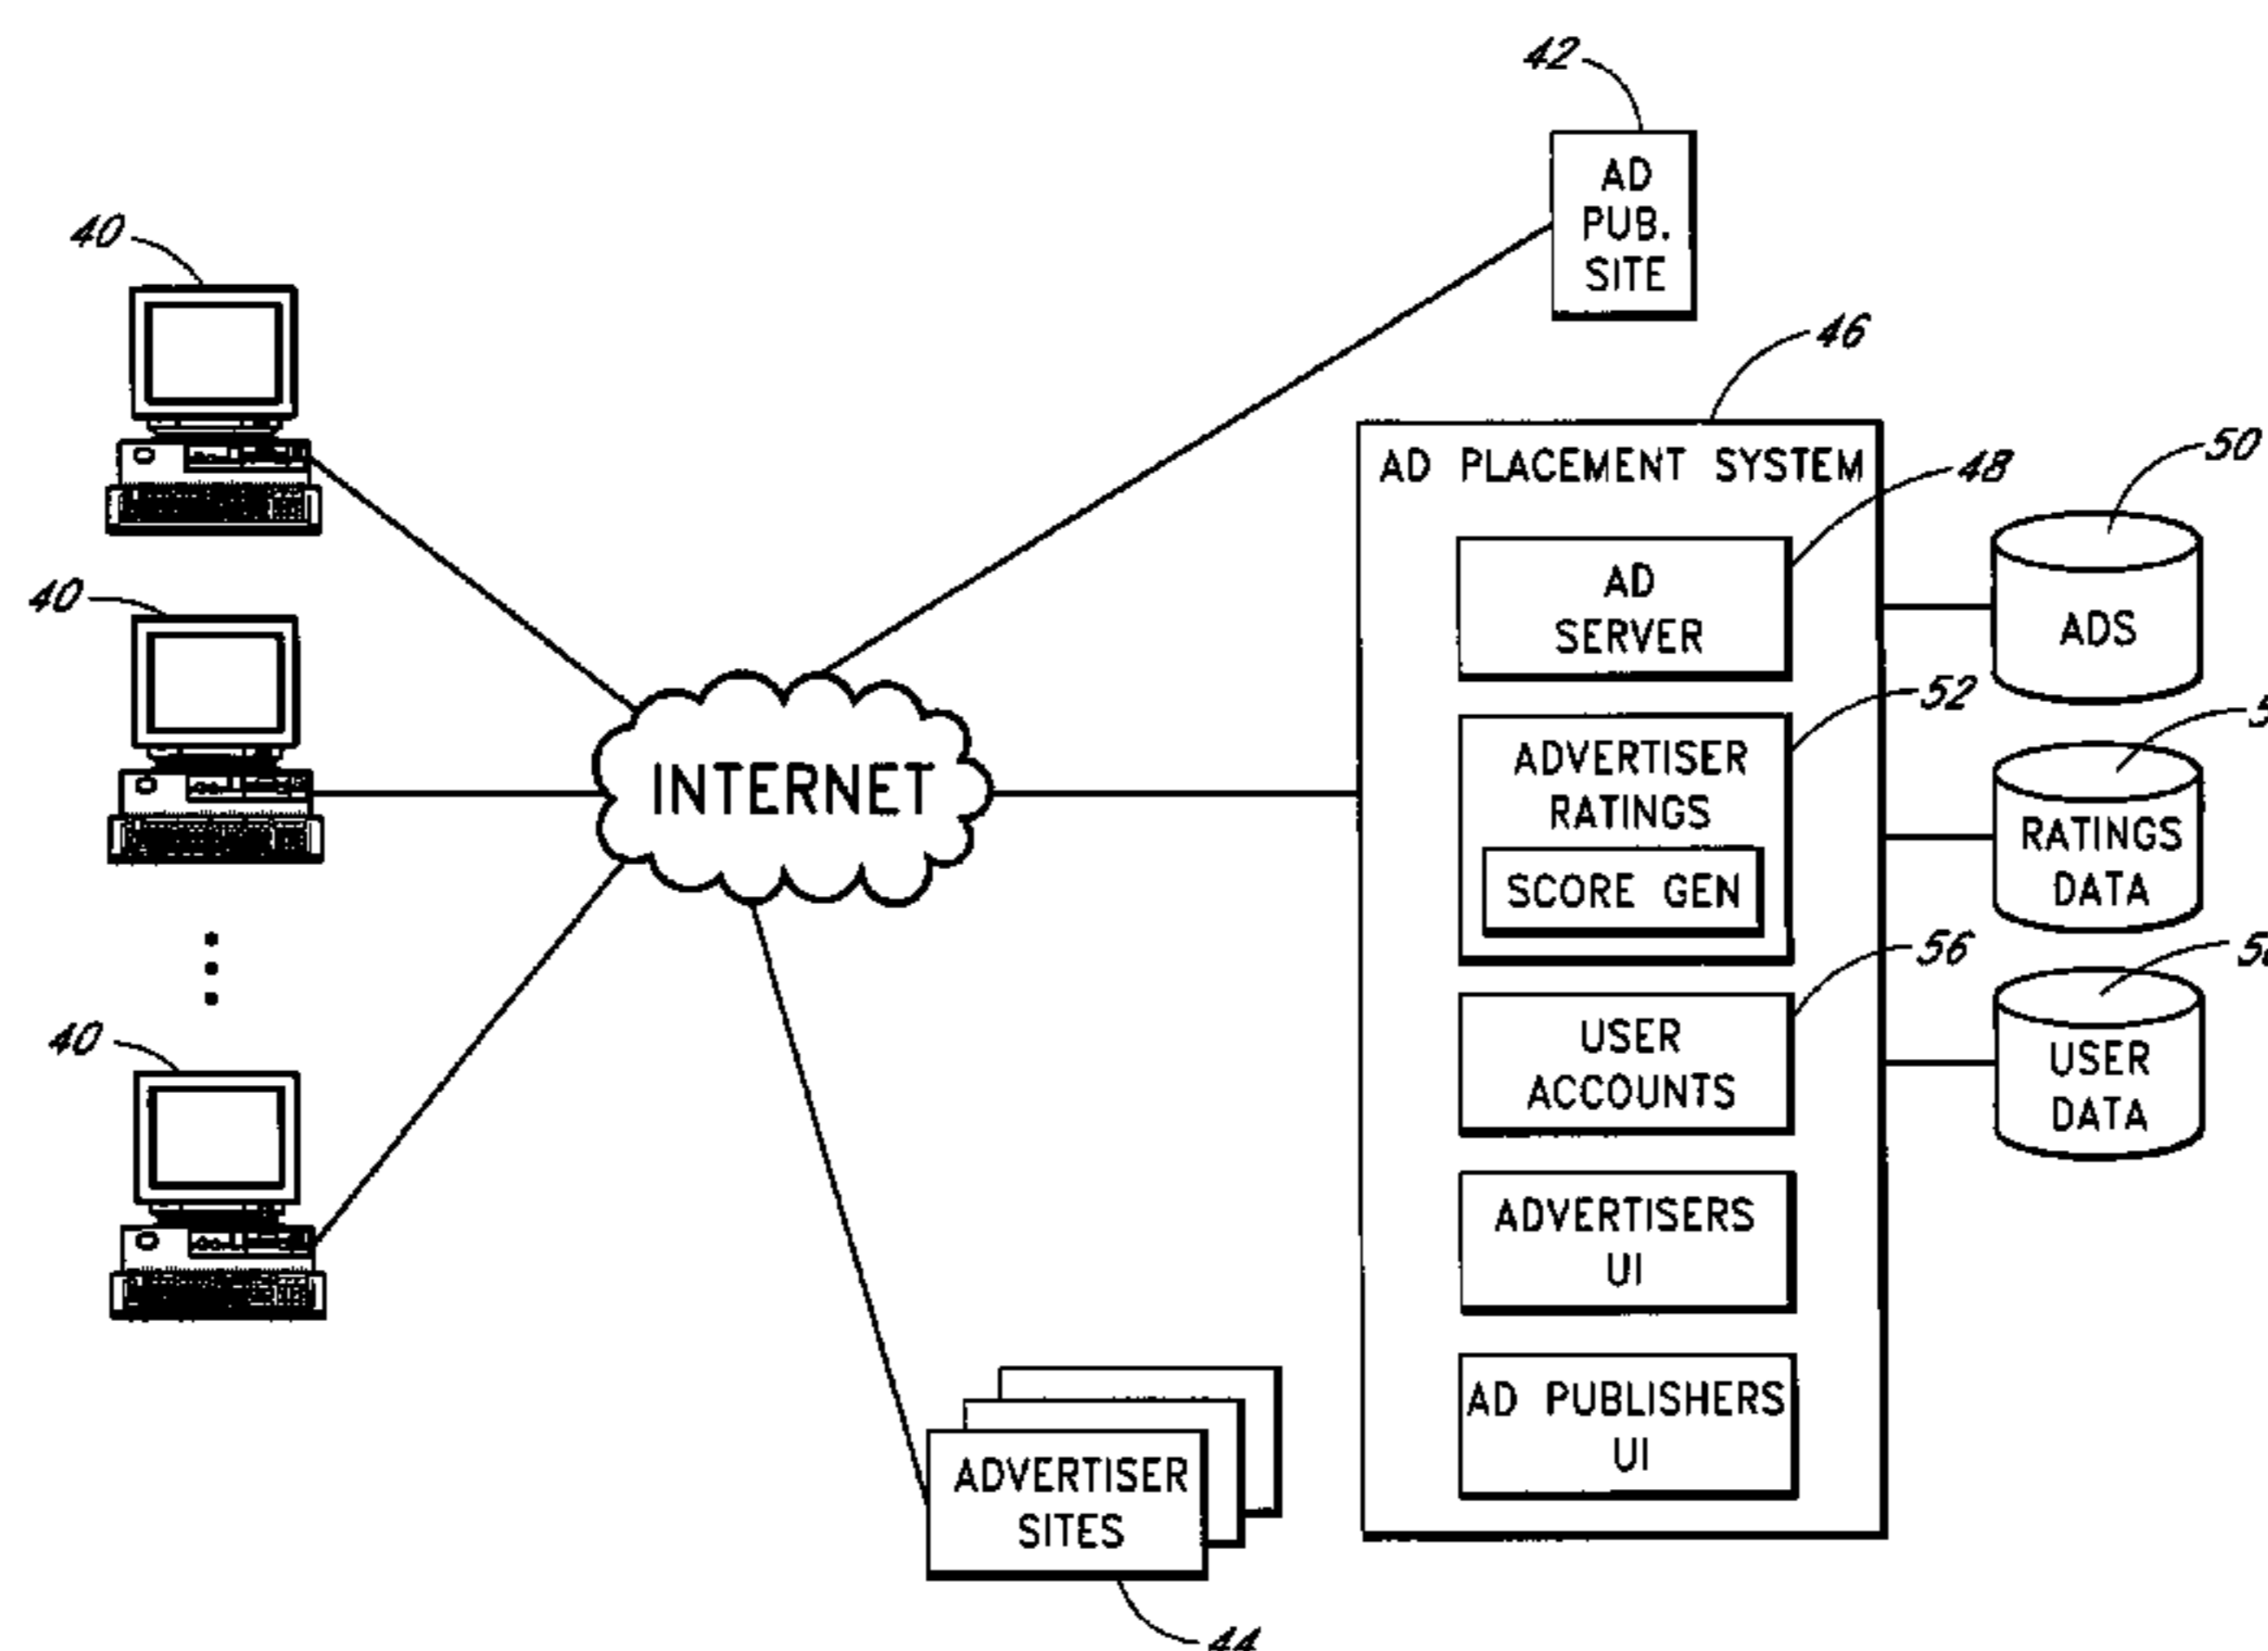 42
AD
PUB.
SITE
40
46
AD PLACEMENT SYSTEM
48
50
AD
SERVER
ADS
40
52
ADVERTISER
RATINGS
SCORE GEN
RATINGS
DATA
INTERNET
56
USER
ACCOUNTS
USER
DATA
40
ADVERTISERS
UI
AD PUBLISHERS
UI
ADVERTISER
SITES
44